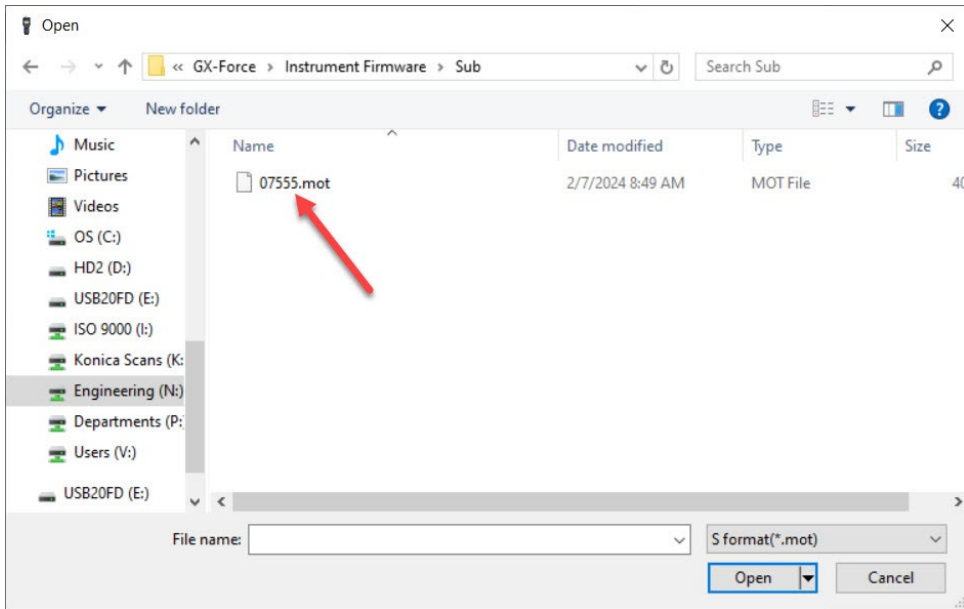 Open
« GX-Force › Instrument Firmware › Sub
Search Sub
Organize
New folder
Name
Date modified
Type
Size
07555.mot
2/7/2024 8:49 AM
MOT File
40
Music
Pictures
Videos
OS (C:)
HD2 (D:)
USB20FD (E:)
ISO 9000 (I:)
Konica Scans (K:
Engineering (N:)
Departments (P:
Users (V:)
USB20FD (E:)
File name:
S format(*.mot)
Open
Cancel